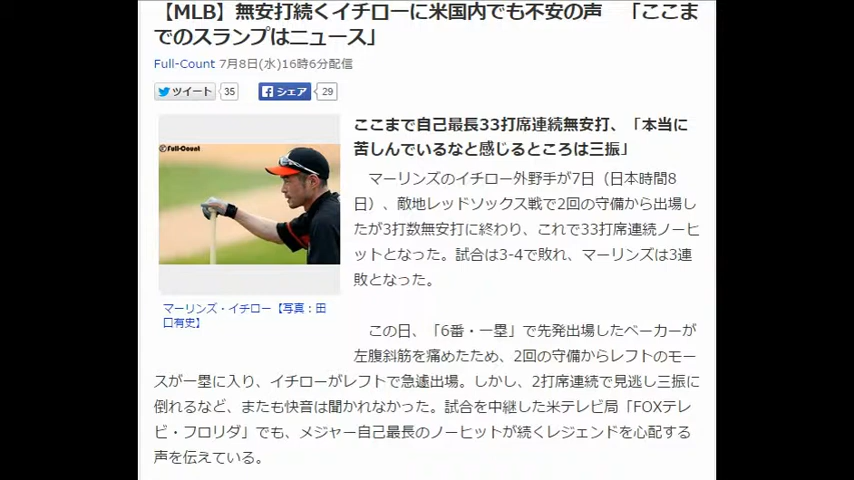 【MLB】無安打続くイチローに米国内でも不安の声　「ここま
でのスランプはニュース」
Full-Count 7月8日(水)16時6分配信
ツイート 35 シェア 29
©Full-Count
マーリンズ・イチロー【写真：田
口有史】
ここまで自己最長33打席連続無安打、「本当に
苦しんでいるなと感じるところは三振」
マーリンズのイチロー外野手が7日（日本時間8
日）、敵地レッドソックス戦で2回の守備から出場し
たが3打数無安打に終わり、これで33打席連続ノーヒ
ットとなった。試合は3-4で敗れ、マーリンズは3連
敗となった。
この日、「6番・一塁」で先発出場したベーカーが
左腹斜筋を痛めたため、2回の守備からレフトのモー
スが一塁に入り、イチローがレフトで急遽出場。しかし、2打席連続で見逃し三振に
倒れるなど、またも快音は聞かれなかった。試合を中継した米テレビ局「FOXテレ
ビ・フロリダ」でも、メジャー自己最長のノーヒットが続くレジェンドを心配する
声を伝えている。